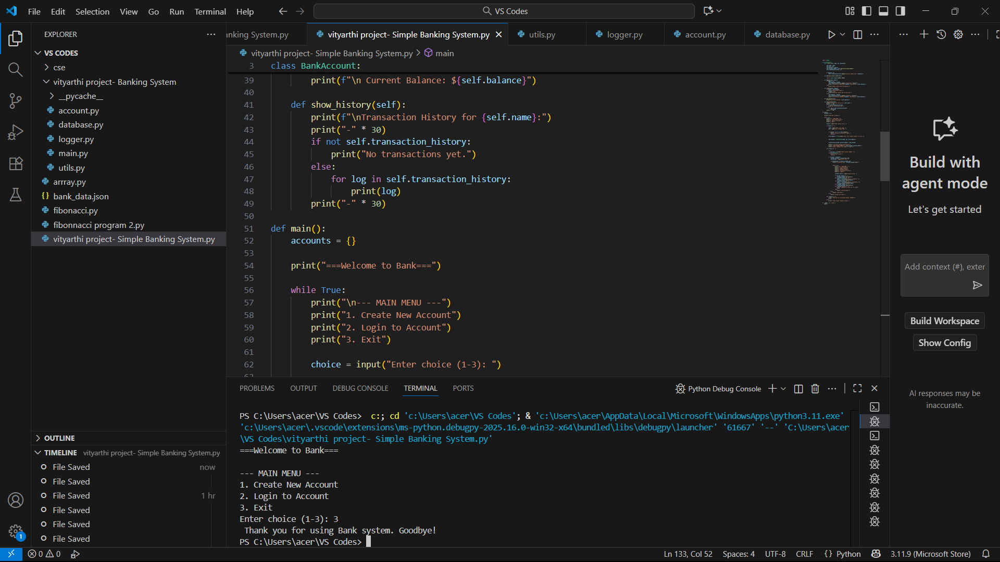 File Edit Selection View Go Run Terminal Help
VS Codes
EXPLORER
VS CODES
cse
vityarthi project- Banking System
__pycache__
account.py
database.py
logger.py
main.py
utils.py
arrray.py
bank_data.json
fibonacci.py
fibonnacci program 2.py
vityarthi project- Simple Banking System.py
OUTLINE
TIMELINE vityarthi project- Simple Banking System.py
File Saved now
File Saved
File Saved 1 hr
File Saved
File Saved
File Saved
nking System.py vityarthi project- Simple Banking System.py utils.py logger.py account.py database.py
vityarthi project- Simple Banking System.py > main
3 class BankAccount:
39 print(f"\n Current Balance: ${self.balance}")
40
41 def show_history(self):
42 print(f"\nTransaction History for {self.name}:")
43 print("-" * 30)
44 if not self.transaction_history:
45 print("No transactions yet.")
46 else:
47 for log in self.transaction_history:
48 print(log)
49 print("-" * 30)
50
51 def main():
52 accounts = {}
53
54 print("===Welcome to Bank===")
55
56 while True:
57 print("\n--- MAIN MENU ---")
58 print("1. Create New Account")
59 print("2. Login to Account")
60 print("3. Exit")
61
62 choice = input("Enter choice (1-3): ")
PROBLEMS OUTPUT DEBUG CONSOLE TERMINAL PORTS
Python Debug Console
PS C:\Users\acer\VS Codes> c:; cd 'c:\Users\acer\VS Codes'; & 'c:\Users\acer\AppData\Local\Microsoft\WindowsApps\python3.11.exe'
'c:\Users\acer\.vscode\extensions\ms-python.debugpy-2025.16.0-win32-x64\bundled\libs\debugpy\launcher' '61667' '--' 'C:\Users\acer
\VS Codes\vityarthi project- Simple Banking System.py'
===Welcome to Bank===
--- MAIN MENU ---
1. Create New Account
2. Login to Account
3. Exit
Enter choice (1-3): 3
Thank you for using Bank system. Goodbye!
PS C:\Users\acer\VS Codes>
Build with
agent mode
Let's get started
Add context (#), exter
Build Workspace
Show Config
AI responses may be
inaccurate.
1
0 0
Ln 133, Col 52 Spaces: 4 UTF-8 CRLF {} Python 3.11.9 (Microsoft Store)